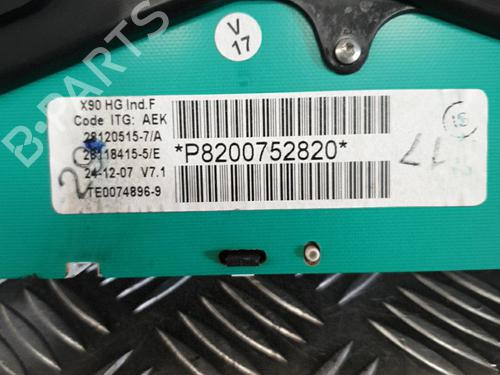 V
17
X90 HG Ind.F
Code ITG: AEK
28120515-7/A
28118415-5/E
24-12-07 V7.1
TE0074896-9
*P8200752820*
17
B-PARTS